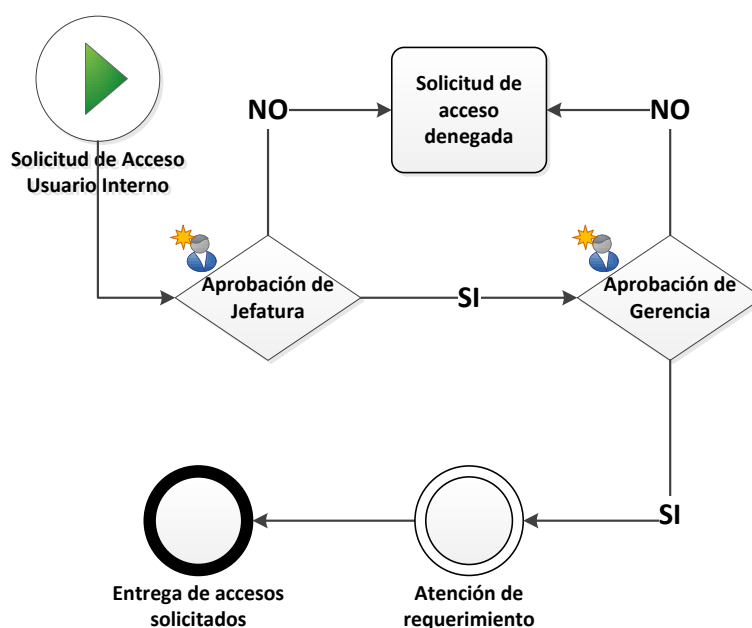 Solicitud de Acceso
Usuario Interno
NO
Solicitud de
acceso
denegada
NO
Aprobación de
Jefatura
SI
Aprobación de
Gerencia
SI
Entrega de accesos
solicitados
Atención de
requerimiento